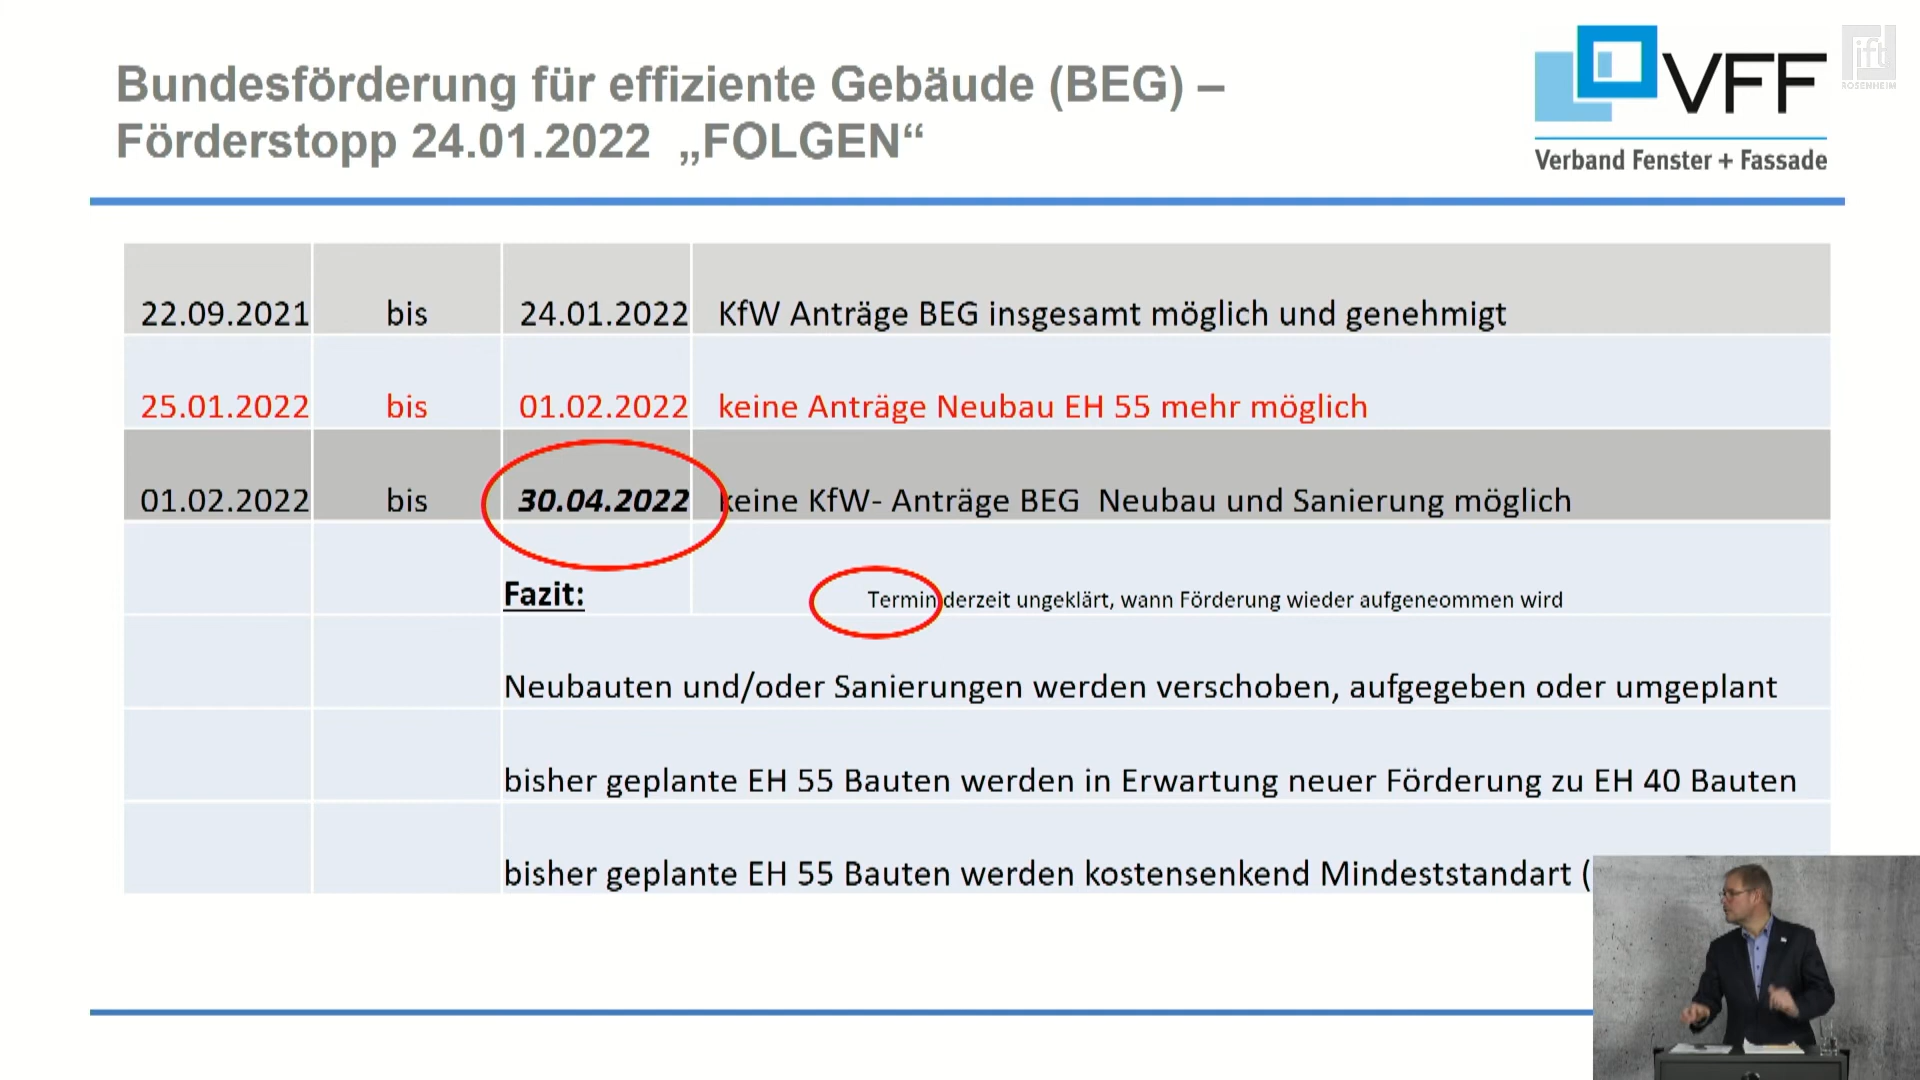 Bundesförderung für effiziente Gebäude (BEG) –
Förderstopp 24.01.2022 „FOLGEN“
VFF
Verband Fenster + Fassade
ift
ROSENHEIM
22.09.2021 bis 24.01.2022 KfW Anträge BEG insgesamt möglich und genehmigt
25.01.2022 bis 01.02.2022 keine Anträge Neubau EH 55 mehr möglich
01.02.2022 bis 30.04.2022 keine KfW- Anträge BEG Neubau und Sanierung möglich
Fazit: Termin derzeit ungeklärt, wann Förderung wieder aufgeneommen wird
Neubauten und/oder Sanierungen werden verschoben, aufgegeben oder umgeplant
bisher geplante EH 55 Bauten werden in Erwartung neuer Förderung zu EH 40 Bauten
bisher geplante EH 55 Bauten werden kostensenkend Mindeststandart (